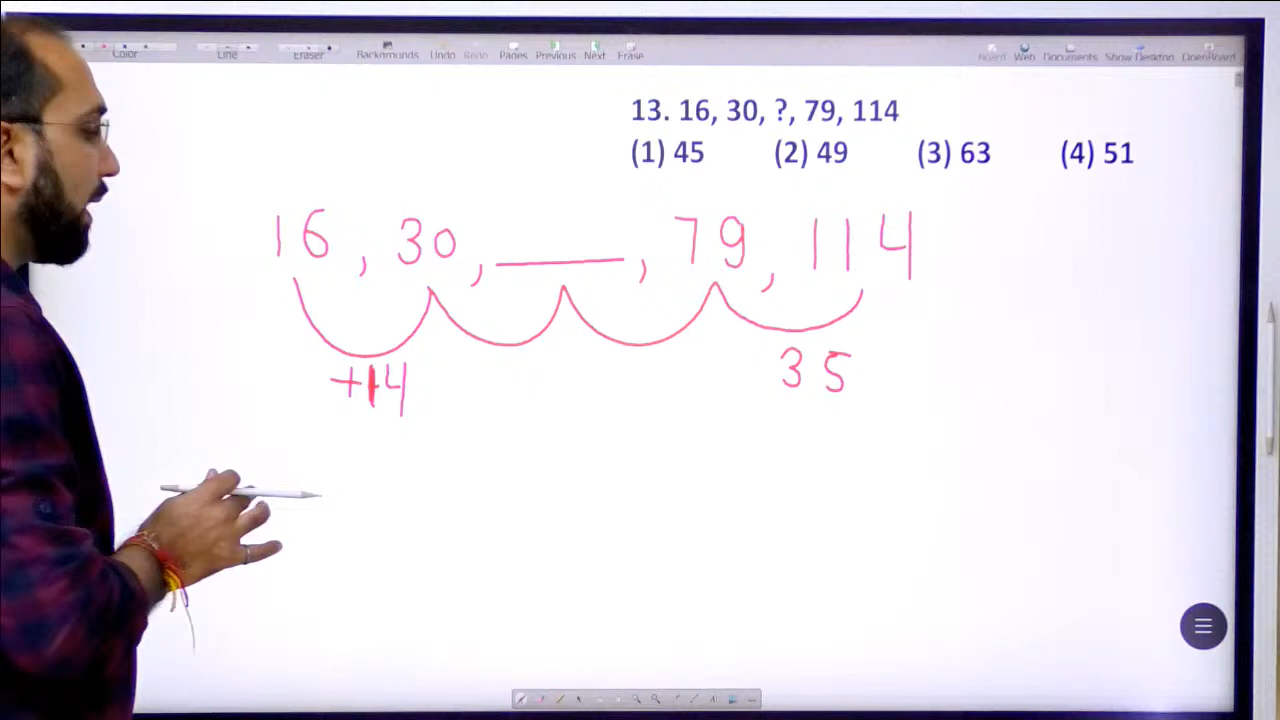 Color Line Eraser Backgrounds Undo Redo Pages Previous Next Erase Board Web Documents Show Desktop OpenBoard
13. 16, 30, ?, 79, 114
(1) 45 (2) 49 (3) 63 (4) 51
16, 30, ____, 79, 114
+14 35